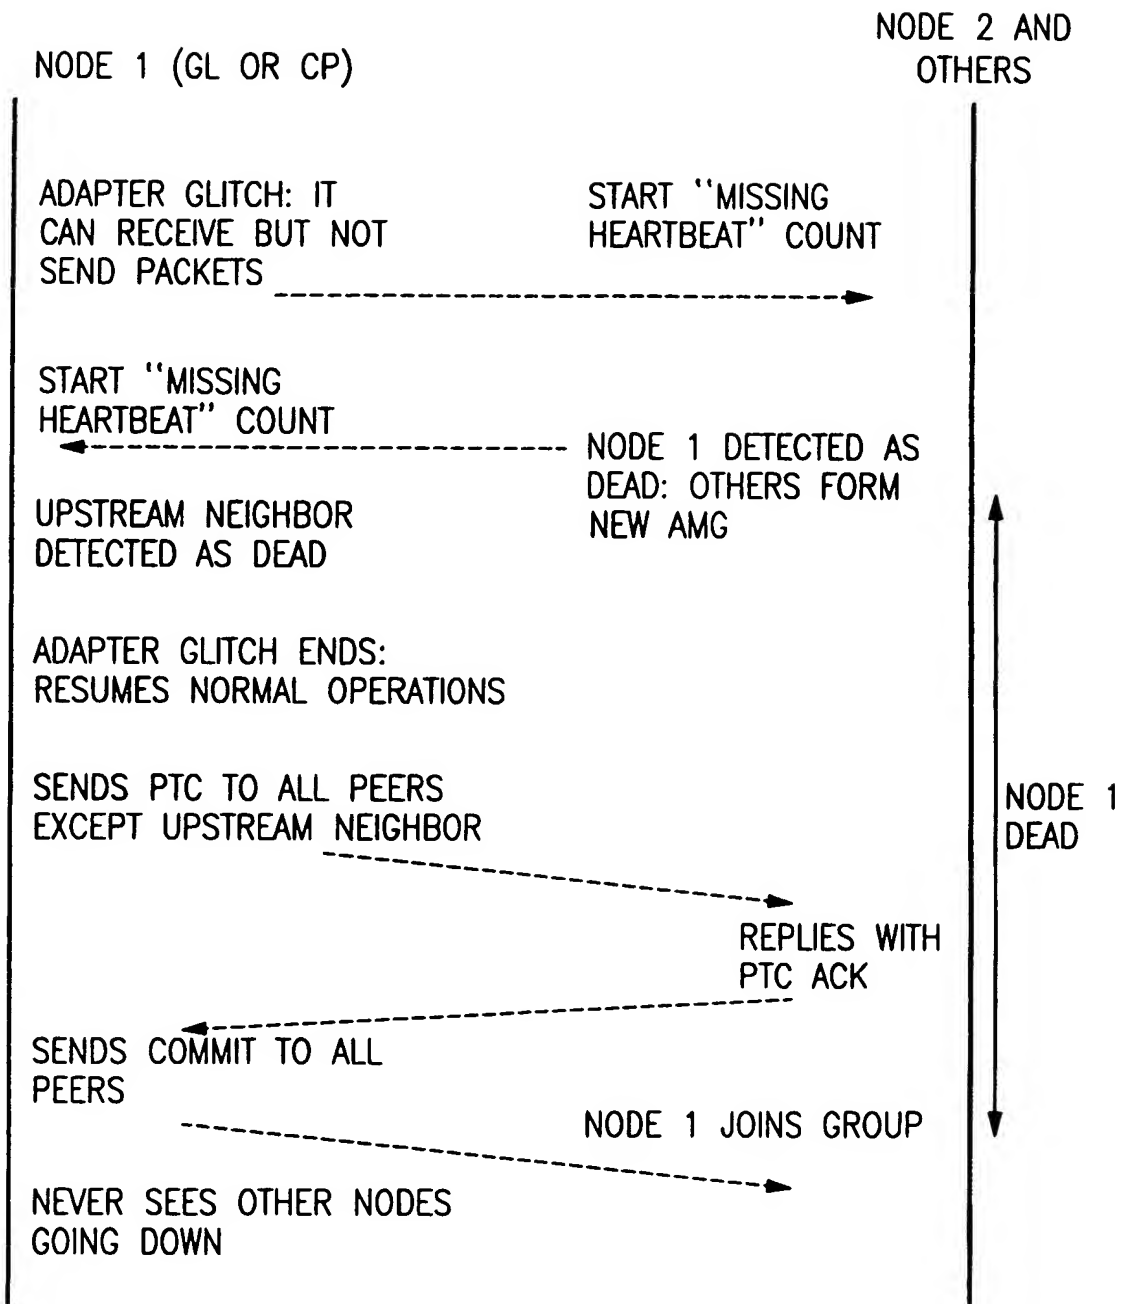 NODE 1 (GL OR CP)
NODE 2 AND
OTHERS
ADAPTER GLITCH: IT
CAN RECEIVE BUT NOT
SEND PACKETS
START "MISSING
HEARTBEAT" COUNT
START "MISSING
HEARTBEAT" COUNT
NODE 1 DETECTED AS
DEAD: OTHERS FORM
NEW AMG
UPSTREAM NEIGHBOR
DETECTED AS DEAD
ADAPTER GLITCH ENDS:
RESUMES NORMAL OPERATIONS
SENDS PTC TO ALL PEERS
EXCEPT UPSTREAM NEIGHBOR
NODE 1
DEAD
REPLIES WITH
PTC ACK
SENDS COMMIT TO ALL
PEERS
NODE 1 JOINS GROUP
NEVER SEES OTHER NODES
GOING DOWN